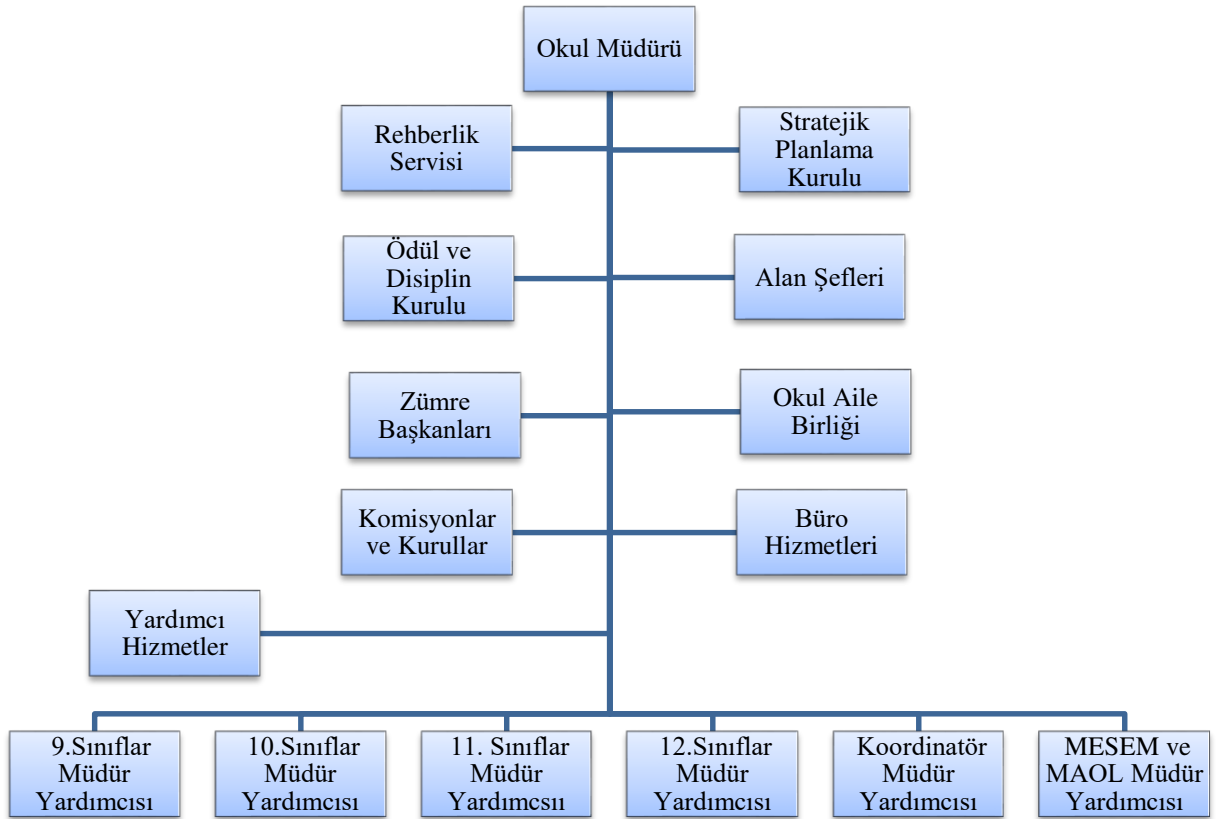 Okul Müdürü
Rehberlik
Servisi
Stratejik
Planlama
Kurulu
Ödül ve
Disiplin
Kurulu
Alan Şefleri
Zümre
Başkanları
Okul Aile
Birliği
Komisyonlar
ve Kurullar
Büro
Hizmetleri
Yardımcı
Hizmetler
9.Sınıflar
Müdür
Yardımcısı
10.Sınıflar
Müdür
Yardımcısı
11. Sınıflar
Müdür
Yardımcsıı
12.Sınıflar
Müdür
Yardımcısı
Koordinatör
Müdür
Yardımcısı
MESEM ve
MAOL Müdür
Yardımcısı